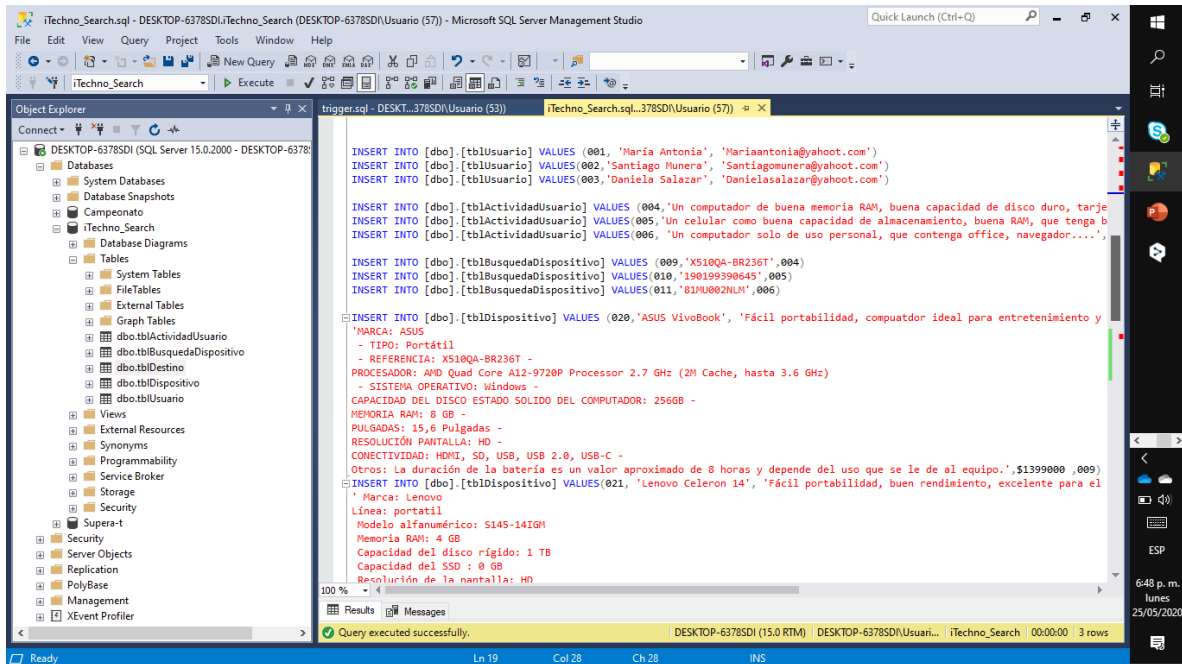 iTechno_Search.sql - DESKTOP-6378SDI.iTechno_Search (DESKTOP-6378SDI\Usuario (57)) - Microsoft SQL Server Management Studio
Quick Launch (Ctrl+Q)
File Edit View Query Project Tools Window Help
New Query
iTechno_Search Execute
Object Explorer
trigger.sql - DESKT...378SDI\Usuario (53)) iTechno_Search.sql...378SDI\Usuario (57))
Connect
DESKTOP-6378SDI (SQL Server 15.0.2000 - DESKTOP-6378S
Databases
System Databases
Database Snapshots
Campeonato
iTechno_Search
Database Diagrams
Tables
System Tables
FileTables
External Tables
Graph Tables
dbo.tblActividadUsuario
dbo.tblBusquedaDispositivo
dbo.tblDestino
dbo.tblDispositivo
dbo.tblUsuario
Views
External Resources
Synonyms
Programmability
Service Broker
Storage
Security
Supera-t
Security
Server Objects
Replication
PolyBase
Management
XEvent Profiler
INSERT INTO [dbo].[tblUsuario] VALUES (001, 'María Antonia', 'Mariaantonia@yahoot.com')
INSERT INTO [dbo].[tblUsuario] VALUES(002,'Santiago Munera', 'Santiagomunera@yahoot.com')
INSERT INTO [dbo].[tblUsuario] VALUES(003,'Daniela Salazar', 'Danielasalazar@yahoot.com')
INSERT INTO [dbo].[tblActividadUsuario] VALUES (004,'Un computador de buena memoria RAM, buena capacidad de disco duro, tarje
INSERT INTO [dbo].[tblActividadUsuario] VALUES(005,'Un celular como buena capacidad de almacenamiento, buena RAM, que tenga b
INSERT INTO [dbo].[tblActividadUsuario] VALUES(006, 'Un computador solo de uso personal, que contenga office, navegador....',
INSERT INTO [dbo].[tblBusquedaDispositivo] VALUES (009,'X510QA-BR236T',004)
INSERT INTO [dbo].[tblBusquedaDispositivo] VALUES(010,'190199390645',005)
INSERT INTO [dbo].[tblBusquedaDispositivo] VALUES(011,'81MU002NLM',006)
INSERT INTO [dbo].[tblDispositivo] VALUES (020,'ASUS VivoBook', 'Fácil portabilidad, compuatdor ideal para entretenimiento y
'MARCA: ASUS
- TIPO: Portátil
- REFERENCIA: X510QA-BR236T -
PROCESADOR: AMD Quad Core A12-9720P Processor 2.7 GHz (2M Cache, hasta 3.6 GHz)
- SISTEMA OPERATIVO: Windows -
CAPACIDAD DEL DISCO ESTADO SOLIDO DEL COMPUTADOR: 256GB -
MEMORIA RAM: 8 GB -
PULGADAS: 15,6 Pulgadas -
RESOLUCIÓN PANTALLA: HD -
CONECTIVIDAD: HDMI, SD, USB, USB 2.0, USB-C -
Otros: La duración de la batería es un valor aproximado de 8 horas y depende del uso que se le de al equipo.',$1399000 ,009)
INSERT INTO [dbo].[tblDispositivo] VALUES(021, 'Lenovo Celeron 14', 'Fácil portabilidad, buen rendimiento, excelente para el
' Marca: Lenovo
Línea: portatil
Modelo alfanumérico: S145-14IGM
Memoria RAM: 4 GB
Capacidad del disco rígido: 1 TB
Capacidad del SSD : 0 GB
Resolución de la pantalla: HD
100 %
Results Messages
Query executed successfully.
DESKTOP-6378SDI (15.0 RTM) DESKTOP-6378SDI\Usuari... iTechno_Search 00:00:00 3 rows
Ready Ln 19 Col 28 Ch 28 INS
ESP
6:48 p. m.
lunes
25/05/2020